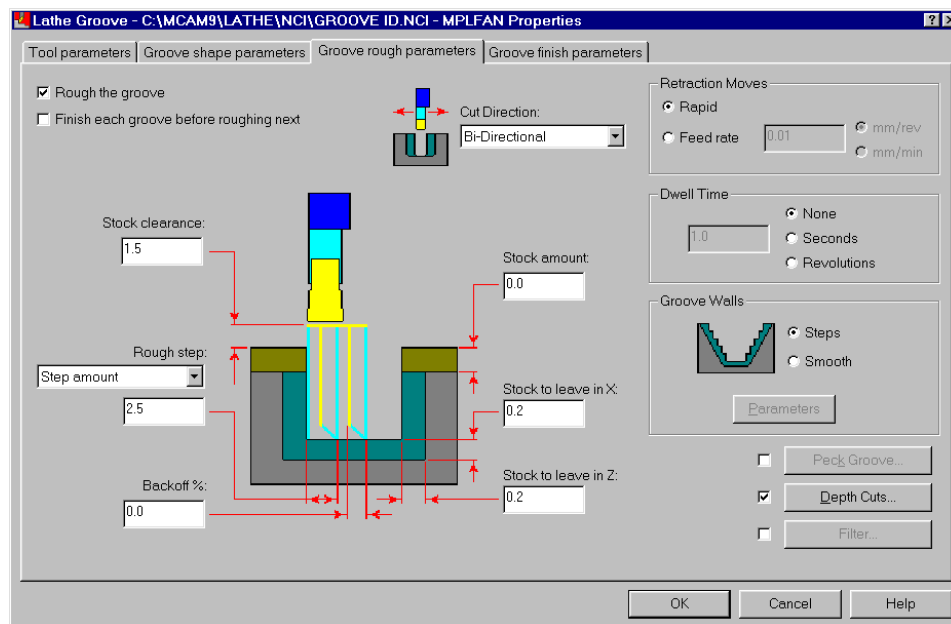 Lathe Groove - C:\MCAM9\LATHE\NCI\GROOVE ID.NCI - MPLFAN Properties
Tool parameters
Groove shape parameters
Groove rough parameters
Groove finish parameters
Rough the groove
Finish each groove before roughing next
Cut Direction:
Bi-Directional
Retraction Moves
Rapid
Feed rate
0.01
mm/rev
mm/min
Dwell Time
None
1.0
Seconds
Revolutions
Stock clearance:
1.5
Stock amount:
0.0
Groove Walls
Steps
Smooth
Parameters
Rough step:
Step amount
2.5
Stock to leave in X:
0.2
Backoff %:
0.0
Stock to leave in Z:
0.2
Peck Groove...
Depth Cuts...
Filter...
OK
Cancel
Help